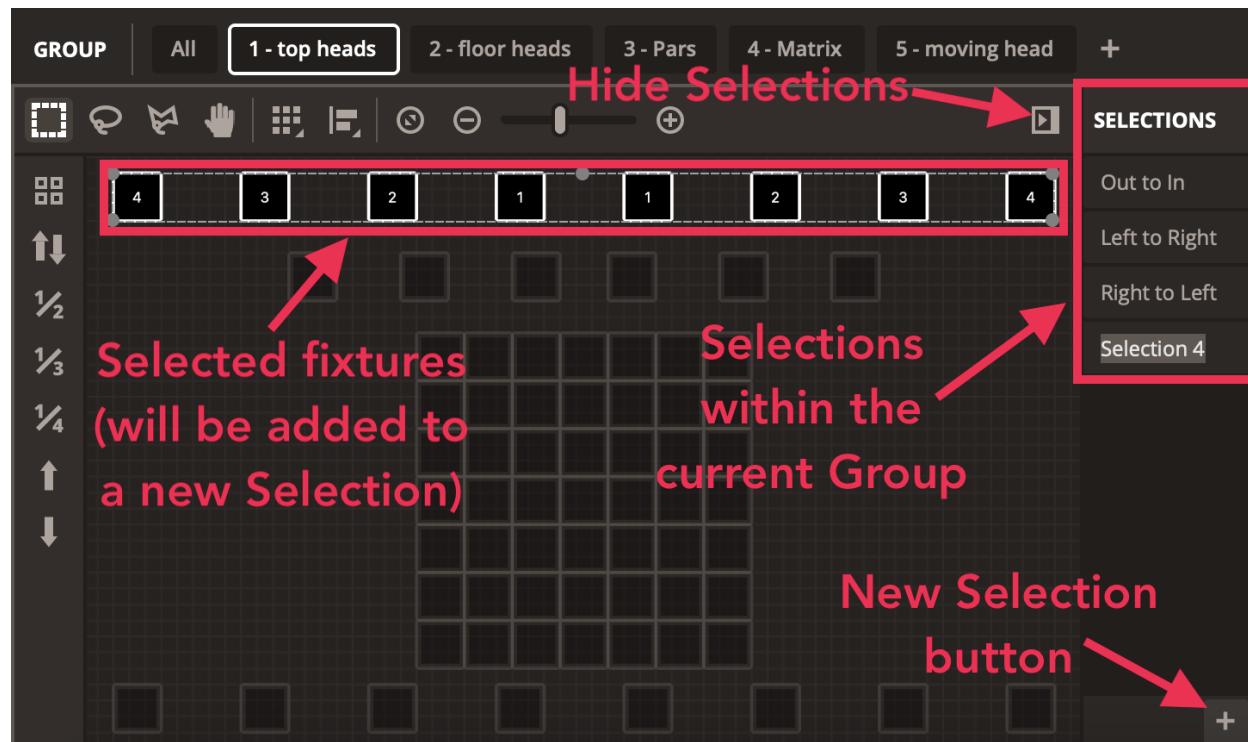 GROUP All 1 - top heads 2 - floor heads 3 - Pars 4 - Matrix 5 - moving head +
Hide Selections
SELECTIONS
4 3 2 1 1 2 3 4
Out to In
Left to Right
Right to Left
Selection 4
1/2
1/3
1/4
Selected fixtures
(will be added to
a new Selection)
Selections
within the
current Group
New Selection
button
+